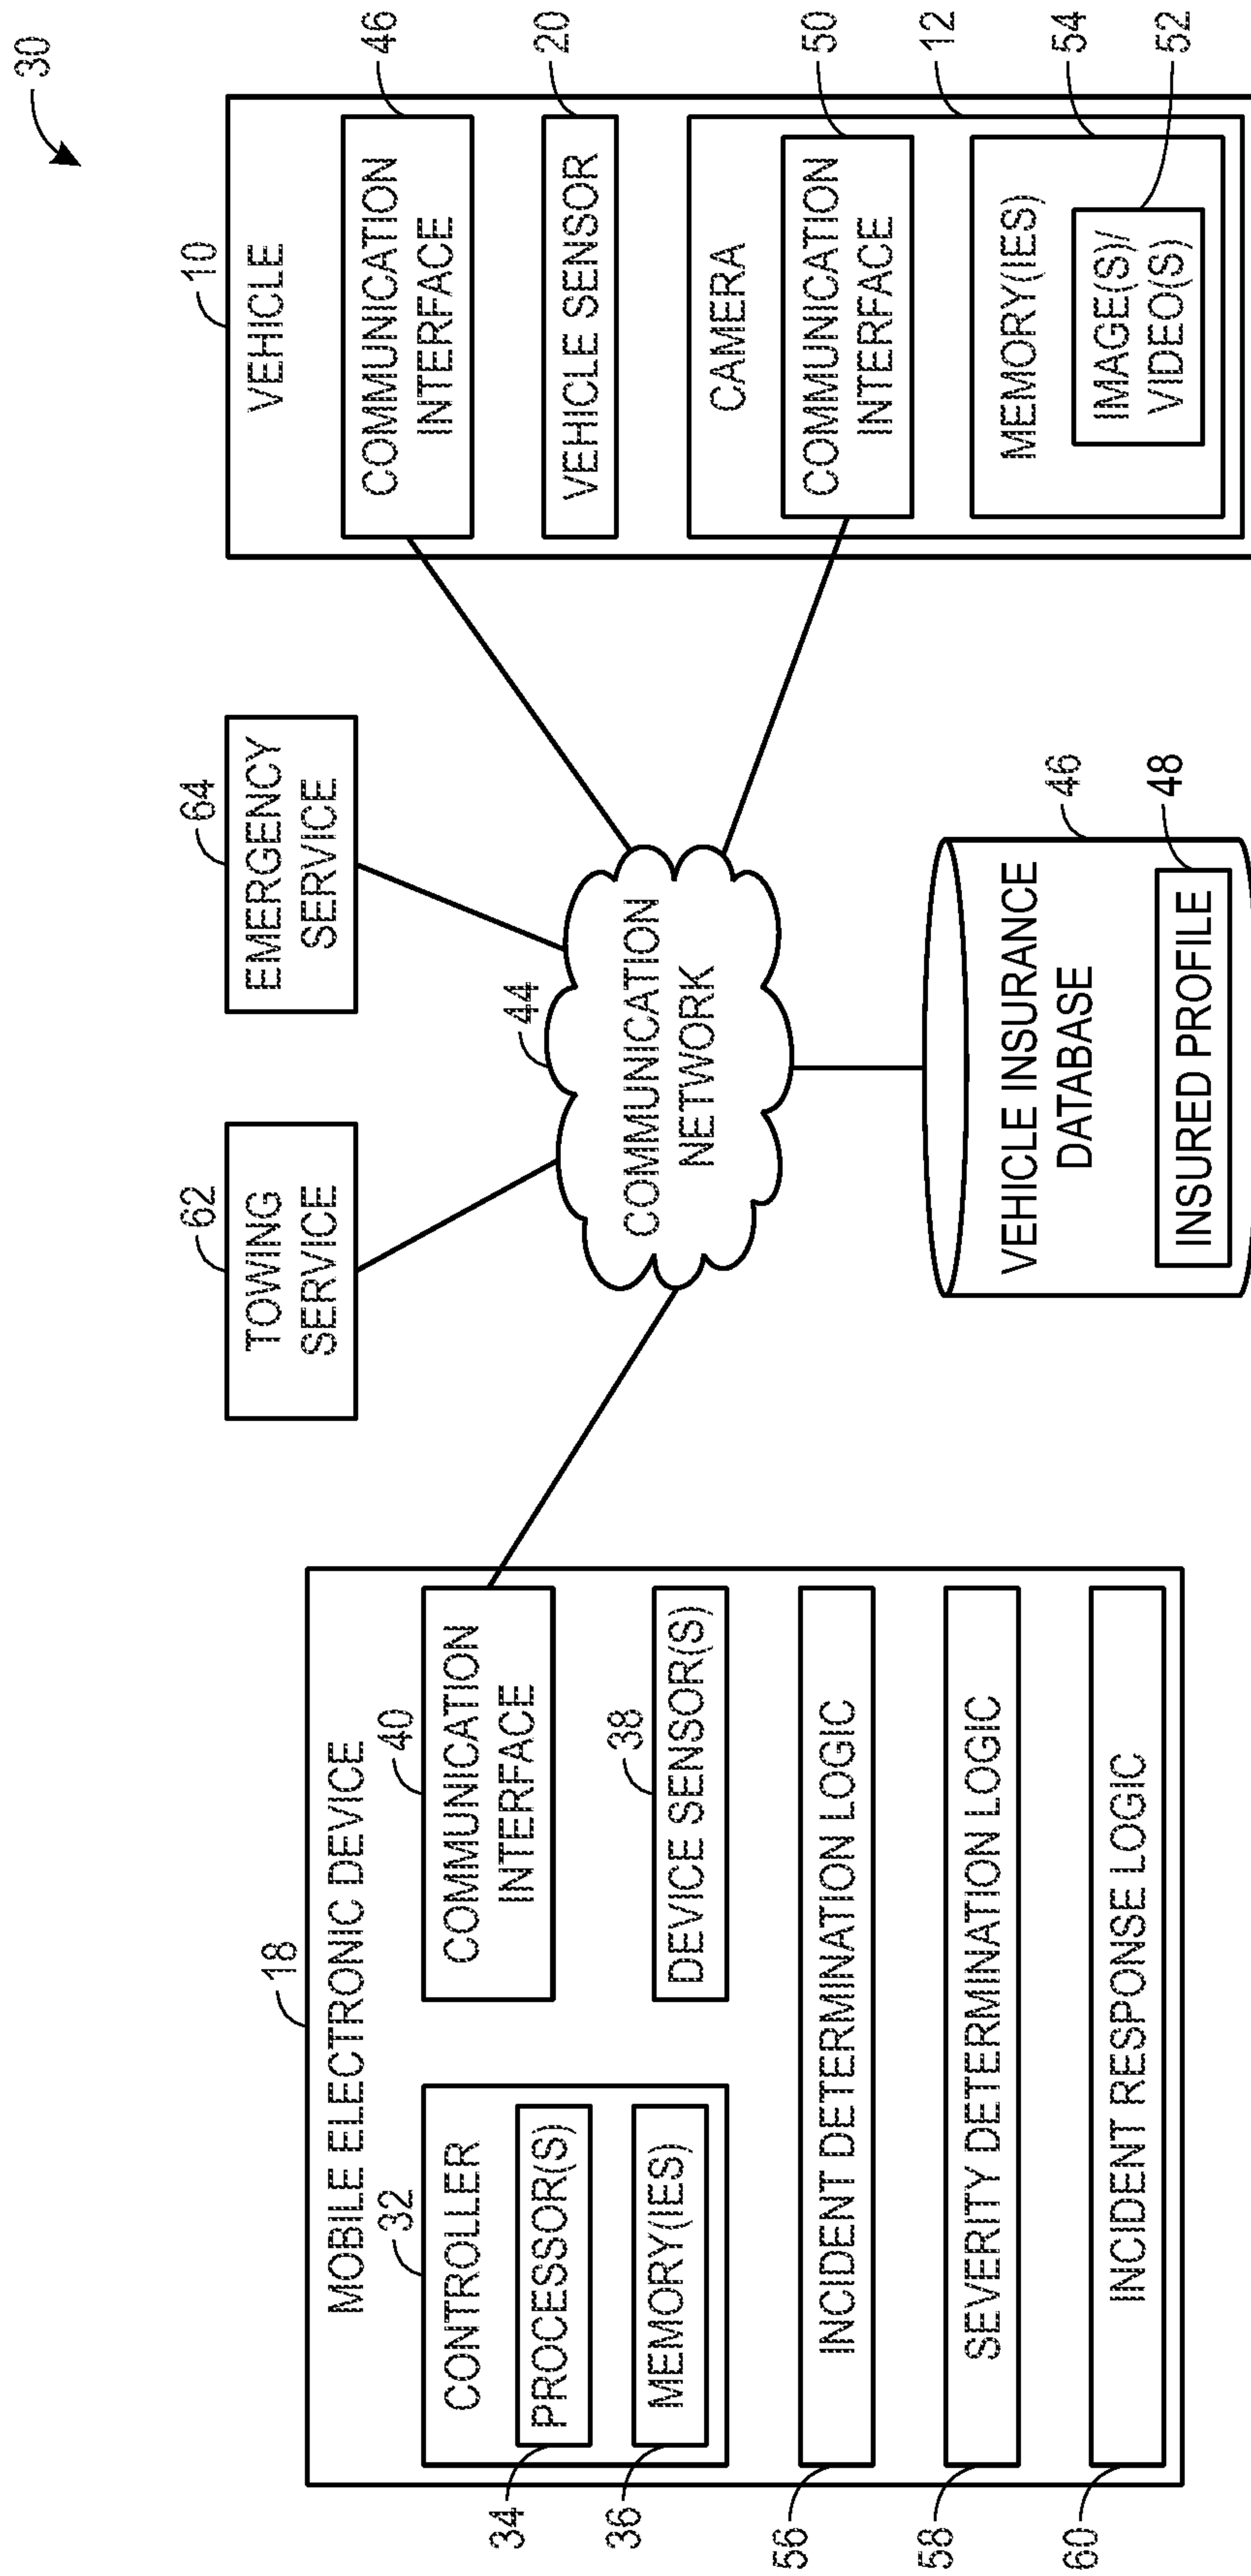 30
18
MOBILE ELECTRONIC DEVICE
32
CONTROLLER
34
PROCESSOR(S)
36
MEMORY(IES)
40
COMMUNICATION
INTERFACE
38
DEVICE SENSOR(S)
56
INCIDENT DETERMINATION LOGIC
58
SEVERITY DETERMINATION LOGIC
60
INCIDENT RESPONSE LOGIC
62
TOWING
SERVICE
64
EMERGENCY
SERVICE
44
COMMUNICATION
NETWORK
VEHICLE INSURANCE
DATABASE
46
INSURED PROFILE
48
10
VEHICLE
COMMUNICATION
INTERFACE
46
VEHICLE SENSOR
20
CAMERA
COMMUNICATION
INTERFACE
50
12
MEMORY(IES)
54
IMAGE(S)/
VIDEO(S)
52